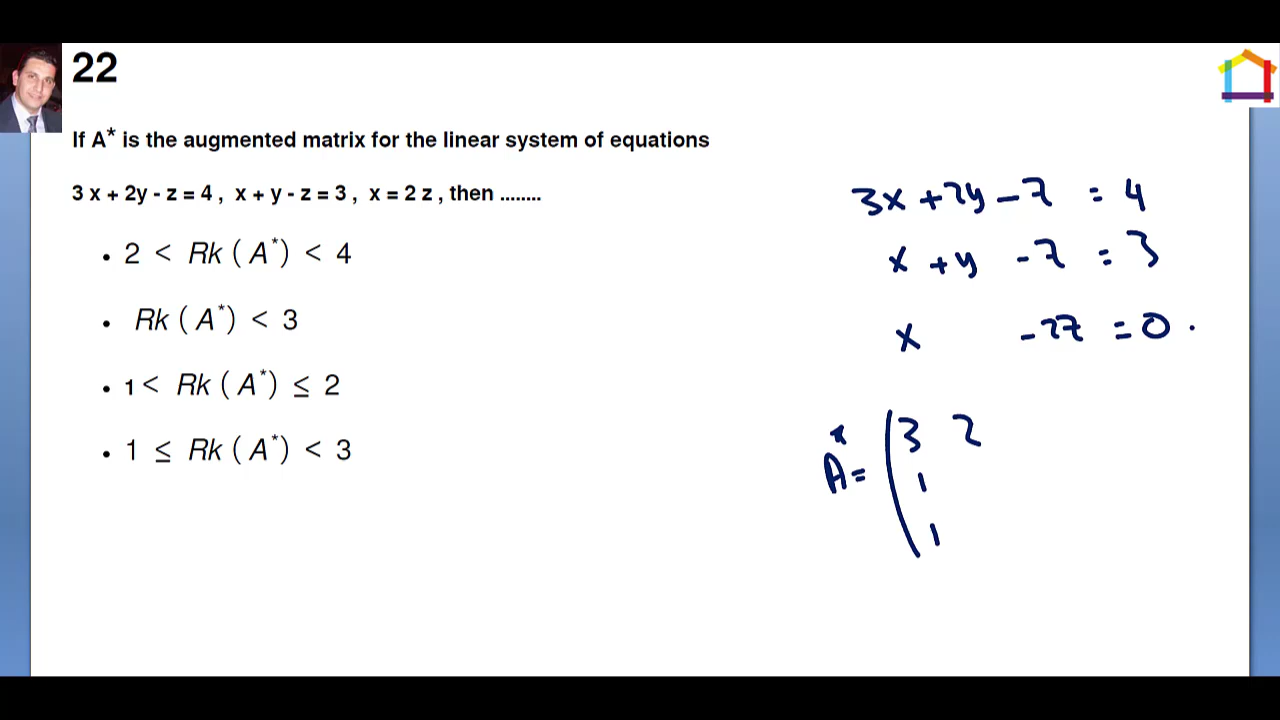 22
If A* is the augmented matrix for the linear system of equations
3 x + 2y - z = 4 , x + y - z = 3 , x = 2 z , then ........
• 2 < Rk ( A* ) < 4
• Rk ( A* ) < 3
• 1 < Rk ( A* ) ≤ 2
• 1 ≤ Rk ( A* ) < 3
3x + 2y - z = 4
x + y - z = 3
x - 2z = 0 .
A* = ( 3 2
1
1